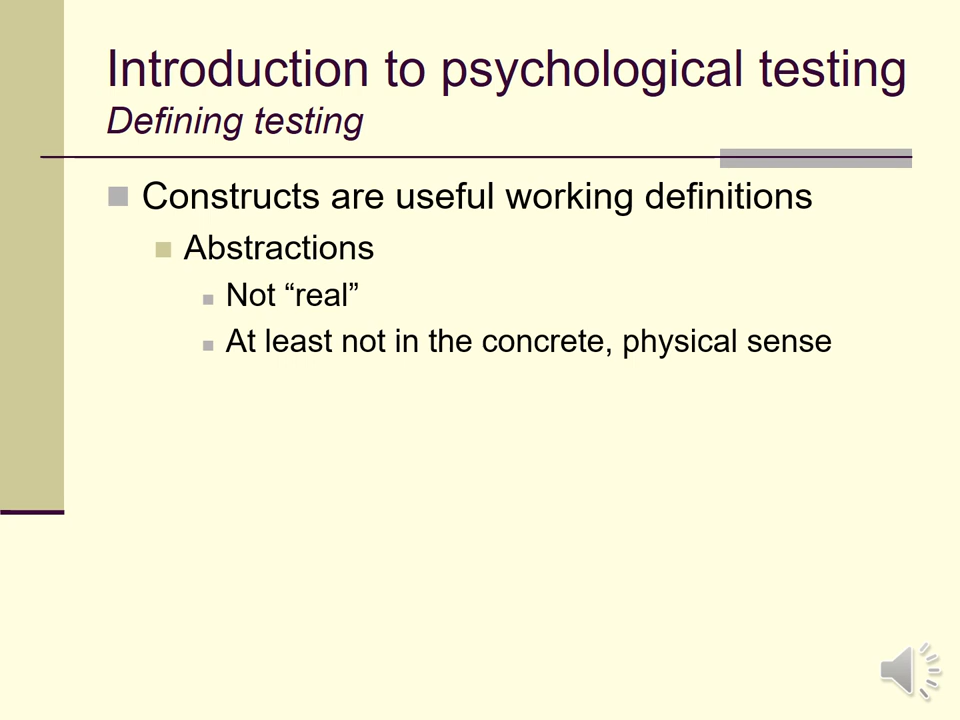 Introduction to psychological testing
Defining testing
Constructs are useful working definitions
Abstractions
Not “real”
At least not in the concrete, physical sense